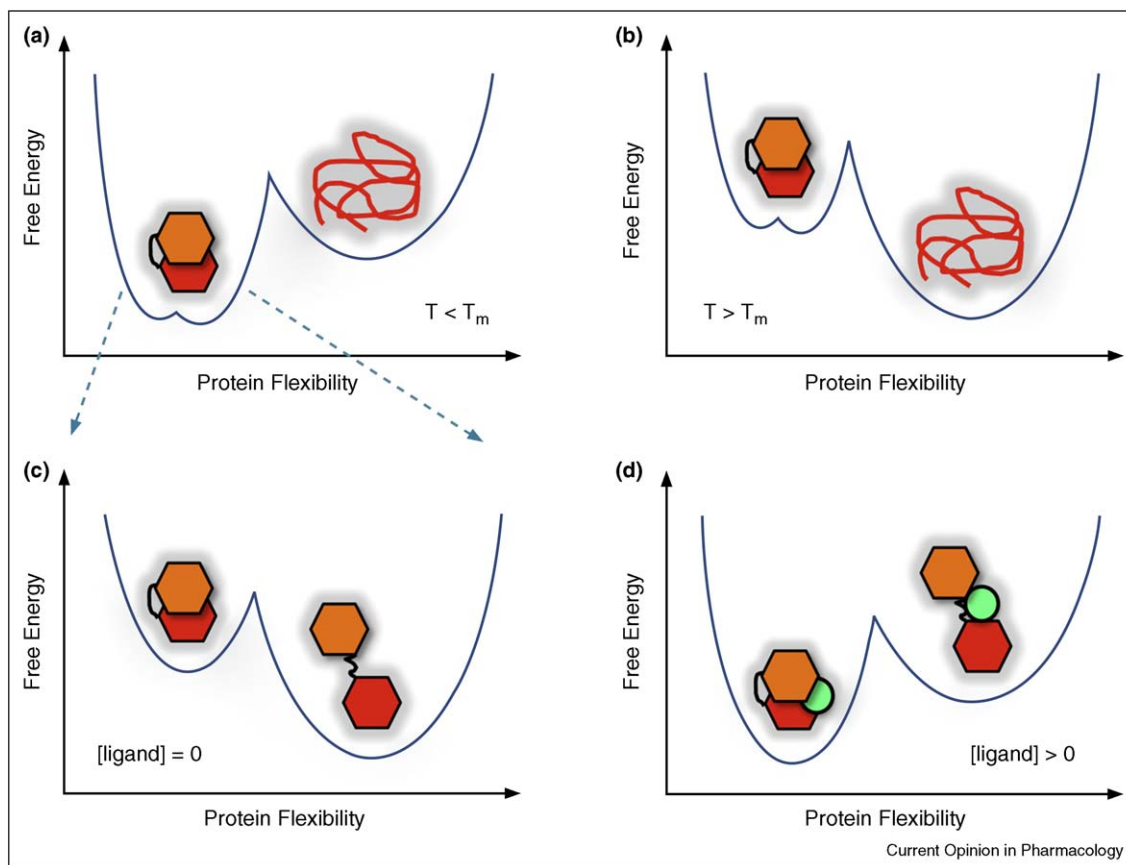 (a)
Free Energy
T < Tm
Protein Flexibility
(b)
Free Energy
T > Tm
Protein Flexibility
(c)
Free Energy
[ligand] = 0
Protein Flexibility
(d)
Free Energy
[ligand] > 0
Protein Flexibility
Current Opinion in Pharmacology